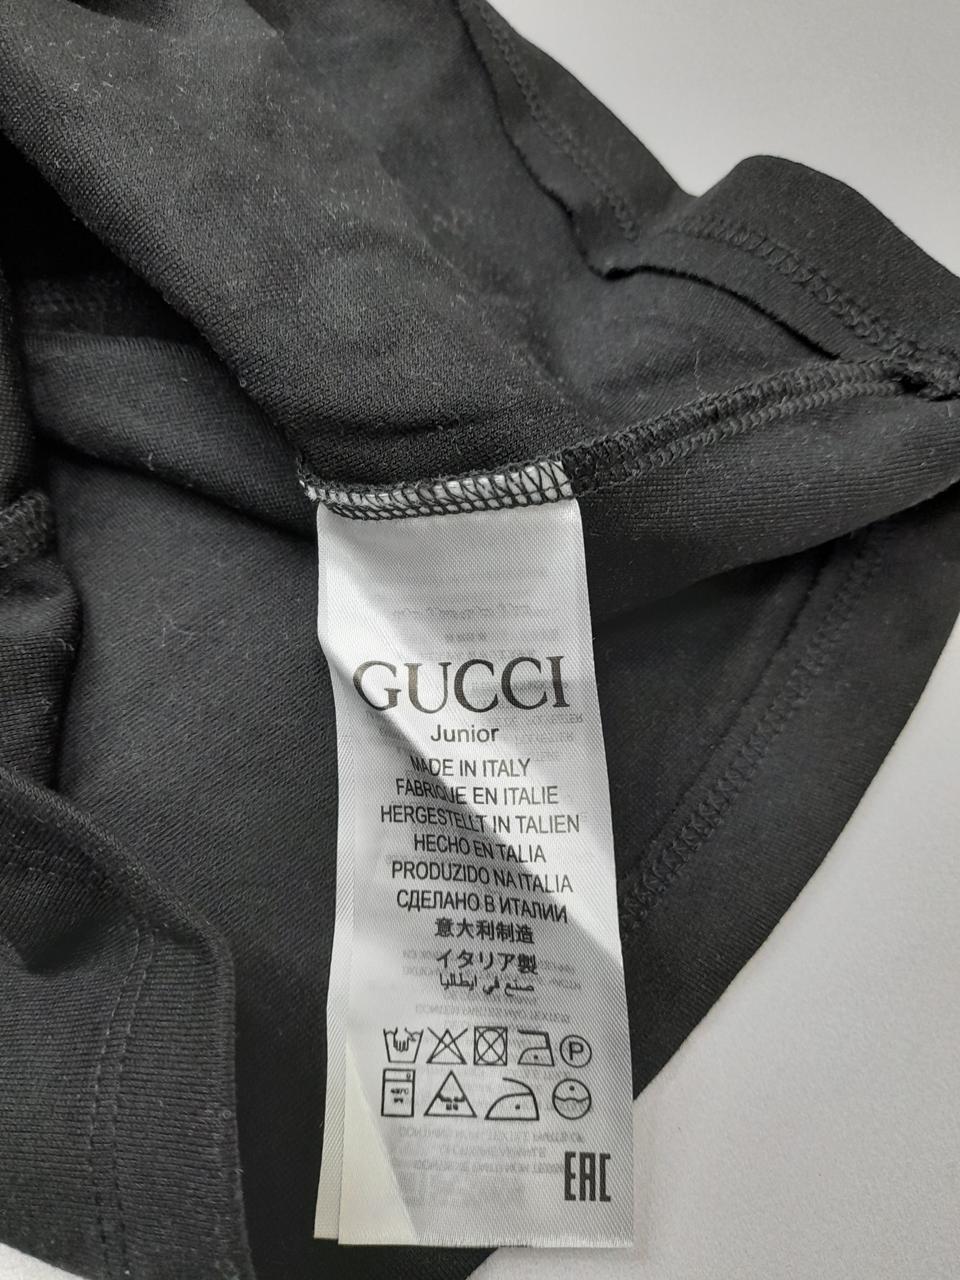 GUCCI
Junior
MADE IN ITALY
FABRIQUE EN ITALIE
HERGESTELLT IN TALIEN
HECHO EN TALIA
PRODUZIDO NA ITALIA
СДЕЛАНО В ИТАЛИИ
意大利制造
イタリア製
صنع في ايطاليا
P
EAC